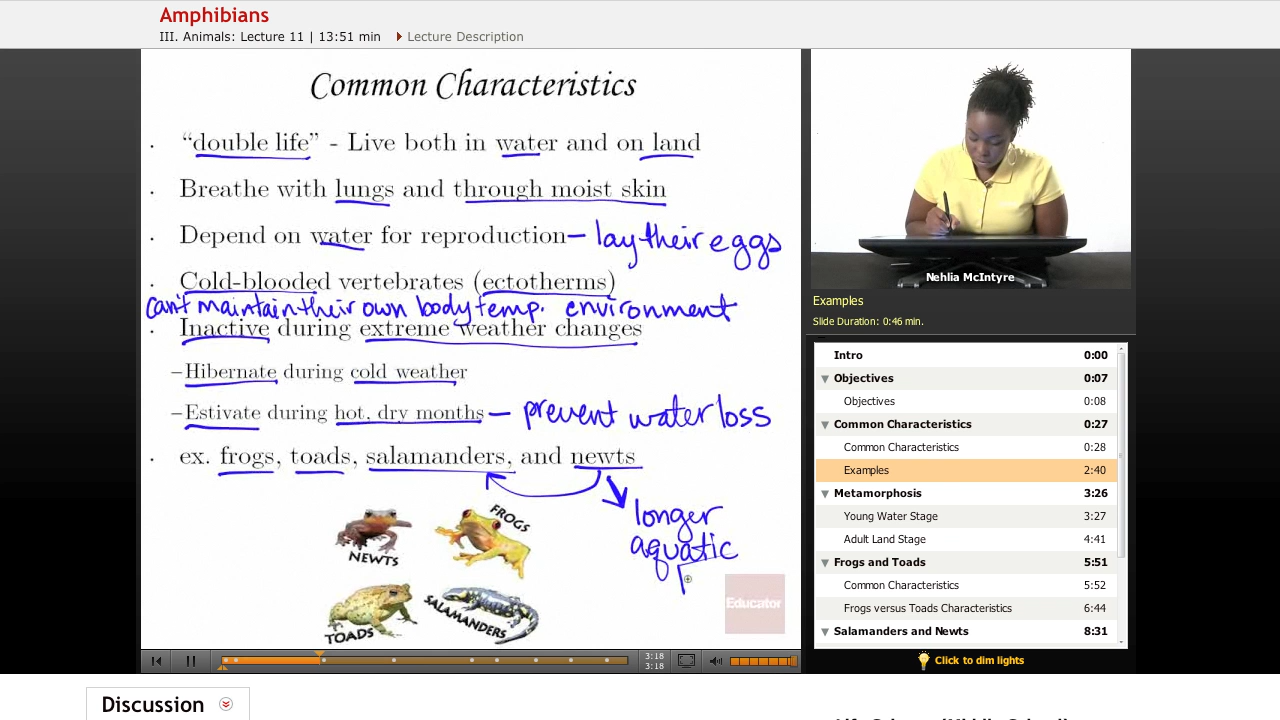 Amphibians
III. Animals: Lecture 11 | 13:51 min Lecture Description
Common Characteristics
. "double life" - Live both in water and on land
. Breathe with lungs and through moist skin
. Depend on water for reproduction – lay their eggs
. Cold-blooded vertebrates (ectotherms)
can't maintain their own body temp. environment
. Inactive during extreme weather changes
–Hibernate during cold weather
–Estivate during hot, dry months – prevent water loss
. ex. frogs, toads, salamanders, and newts
longer
aquatic
NEWTS
FROGS
TOADS
SALAMANDERS
Educator
3:18
3:18
Nehlia McIntyre
Examples
Slide Duration: 0:46 min.
Intro 0:00
Objectives 0:07
Objectives 0:08
Common Characteristics 0:27
Common Characteristics 0:28
Examples 2:40
Metamorphosis 3:26
Young Water Stage 3:27
Adult Land Stage 4:41
Frogs and Toads 5:51
Common Characteristics 5:52
Frogs versus Toads Characteristics 6:44
Salamanders and Newts 8:31
Click to dim lights
Discussion